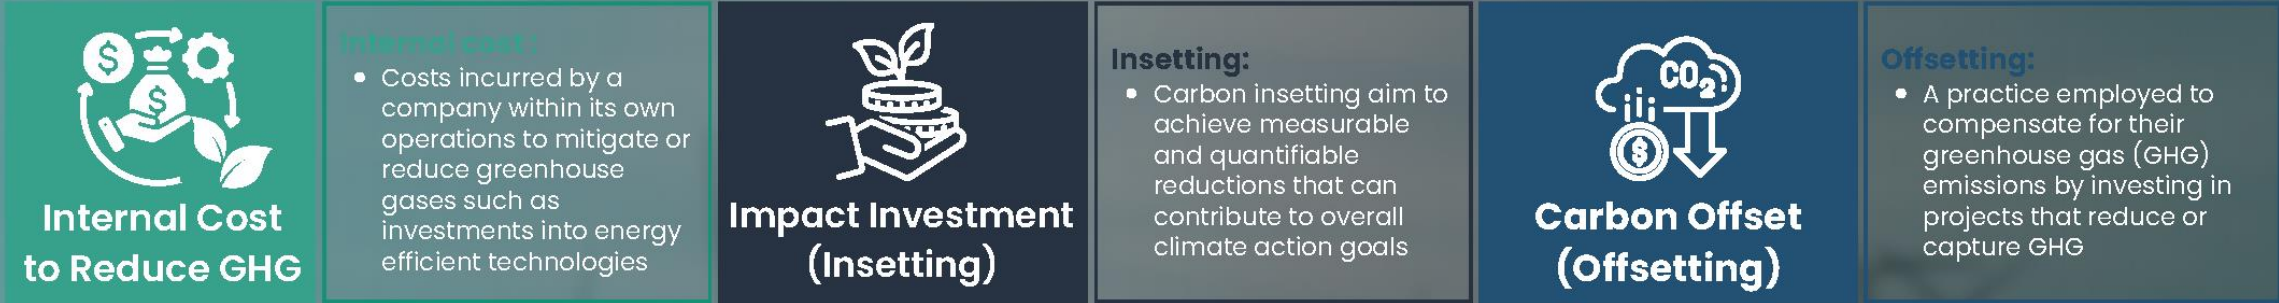 Internal Cost
to Reduce GHG
Internal cost:
• Costs incurred by a
company within its own
operations to mitigate or
reduce greenhouse
gases such as
investments into energy
efficient technologies
Impact Investment
(Insetting)
Insetting:
• Carbon insetting aim to
achieve measurable
and quantifiable
reductions that can
contribute to overall
climate action goals
CO₂
Carbon Offset
(Offsetting)
Offsetting:
• A practice employed to
compensate for their
greenhouse gas (GHG)
emissions by investing in
projects that reduce or
capture GHG